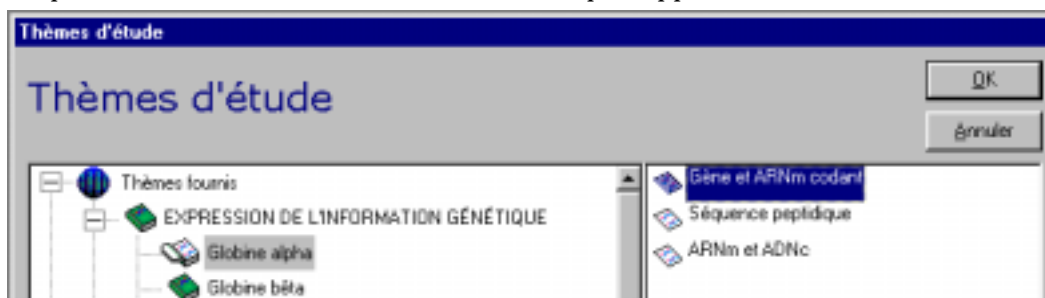 Thèmes d'étude
Thèmes d'étude
OK
Annuler
Thèmes fournis
EXPRESSION DE L'INFORMATION GÉNÉTIQUE
Globine alpha
Globine bêta
Gène et ARNm codant
Séquence peptidique
ARNm et ADNc